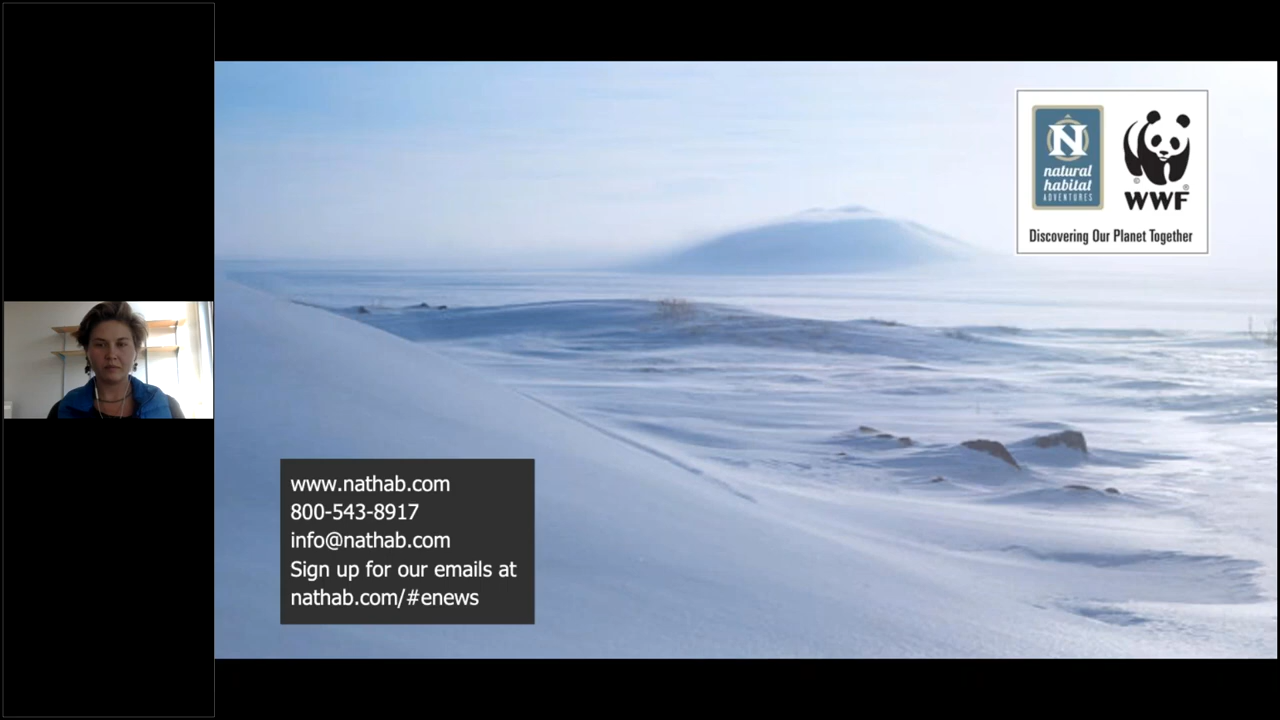 N
natural
habitat
ADVENTURES
©
®
WWF
Discovering Our Planet Together
www.nathab.com
800-543-8917
info@nathab.com
Sign up for our emails at
nathab.com/#enews